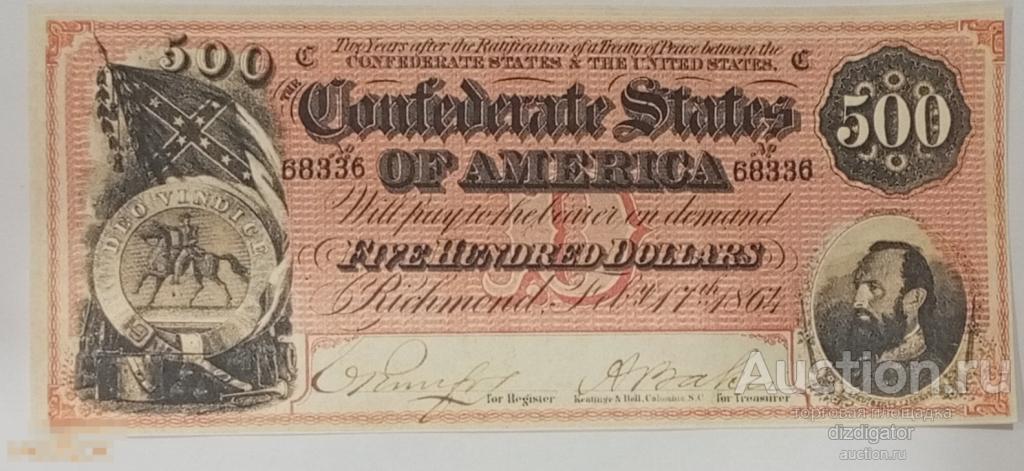 500
C
Two Years after the Ratification of a Treaty of Peace between the
C
CONFEDERATE STATES & THE UNITED STATES,
THE
Confederate States
500
No
68336
OF AMERICA
No
68336
DEO VINDICE
Will pay to the bearer on demand
FIVE HUNDRED DOLLARS
D
Richmond, Feby. 17th. 1864
for Register
Keatinge & Ball, Columbia, S.C.
for Treasurer
Auction.ru
торговая площадка
dizdigator
auction.ru